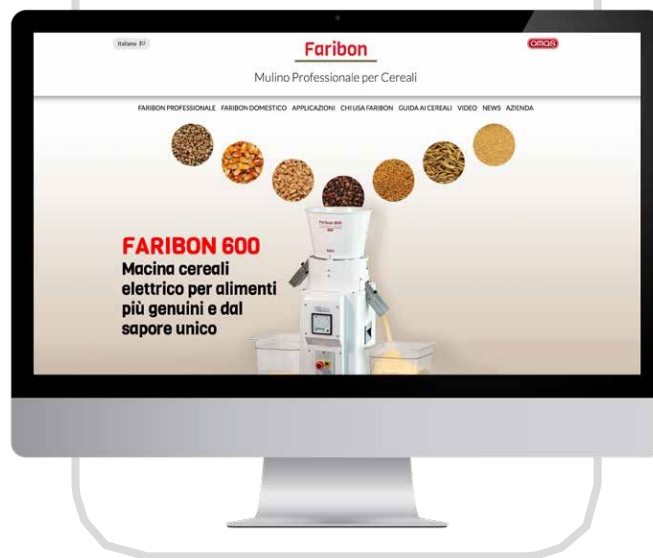 Italiano
Faribon
omas
Mulino Professionale per Cereali
FARIBON PROFESSIONALE FARIBON DOMESTICO APPLICAZIONI CHI USA FARIBON GUIDA AI CEREALI VIDEO NEWS AZIENDA
FARIBON 600
Macina cereali
elettrico per alimenti
più genuini e dal
sapore unico